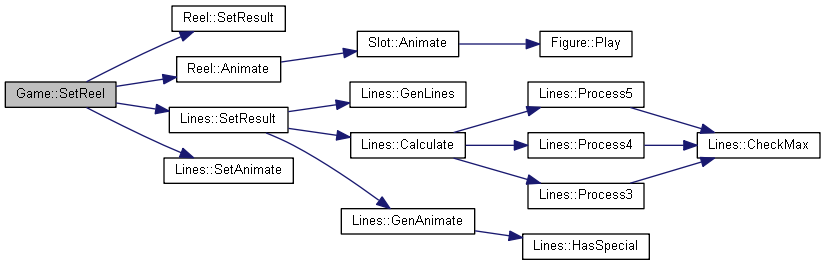 Game::SetReel
Reel::SetResult
Reel::Animate
Lines::SetResult
Lines::SetAnimate
Slot::Animate
Lines::GenLines
Lines::Calculate
Lines::GenAnimate
Figure::Play
Lines::Process5
Lines::Process4
Lines::Process3
Lines::HasSpecial
Lines::CheckMax